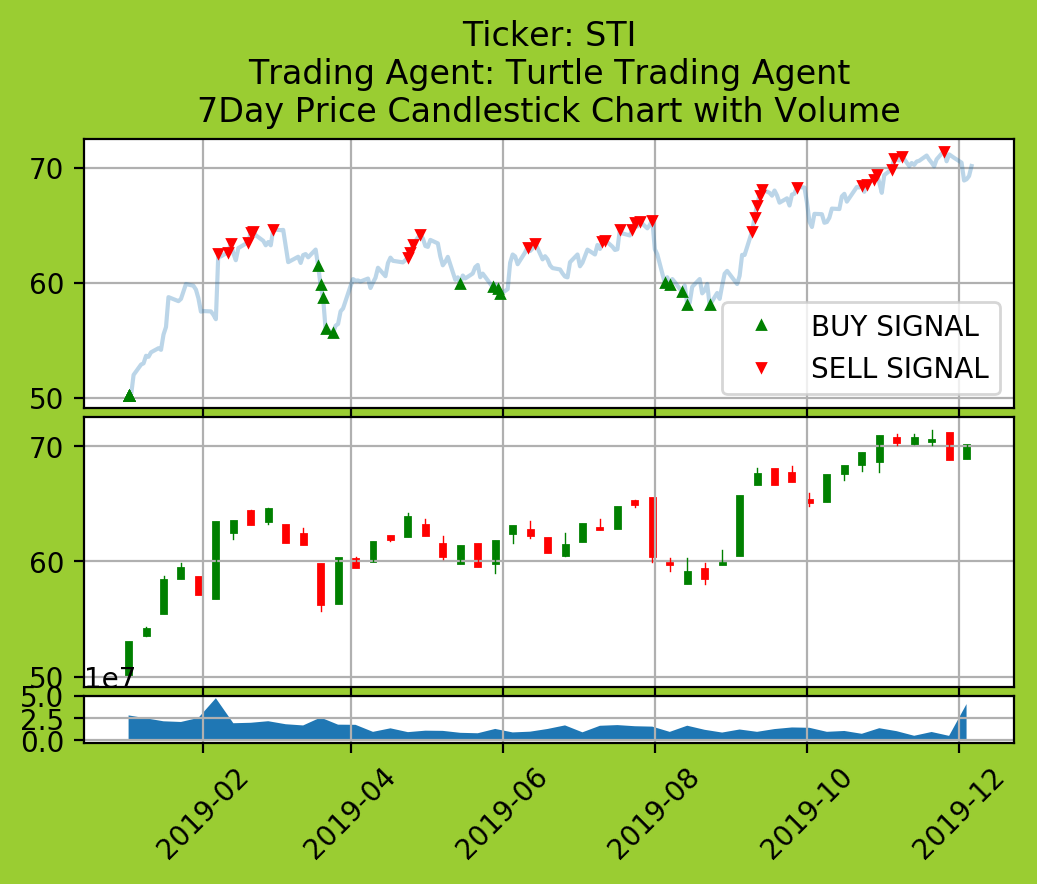 Ticker: STI
Trading Agent: Turtle Trading Agent
7Day Price Candlestick Chart with Volume
70
60
50
BUY SIGNAL
SELL SIGNAL
70
60
50
1e7
5.0
2.5
0.0
2019-02
2019-04
2019-06
2019-08
2019-10
2019-12